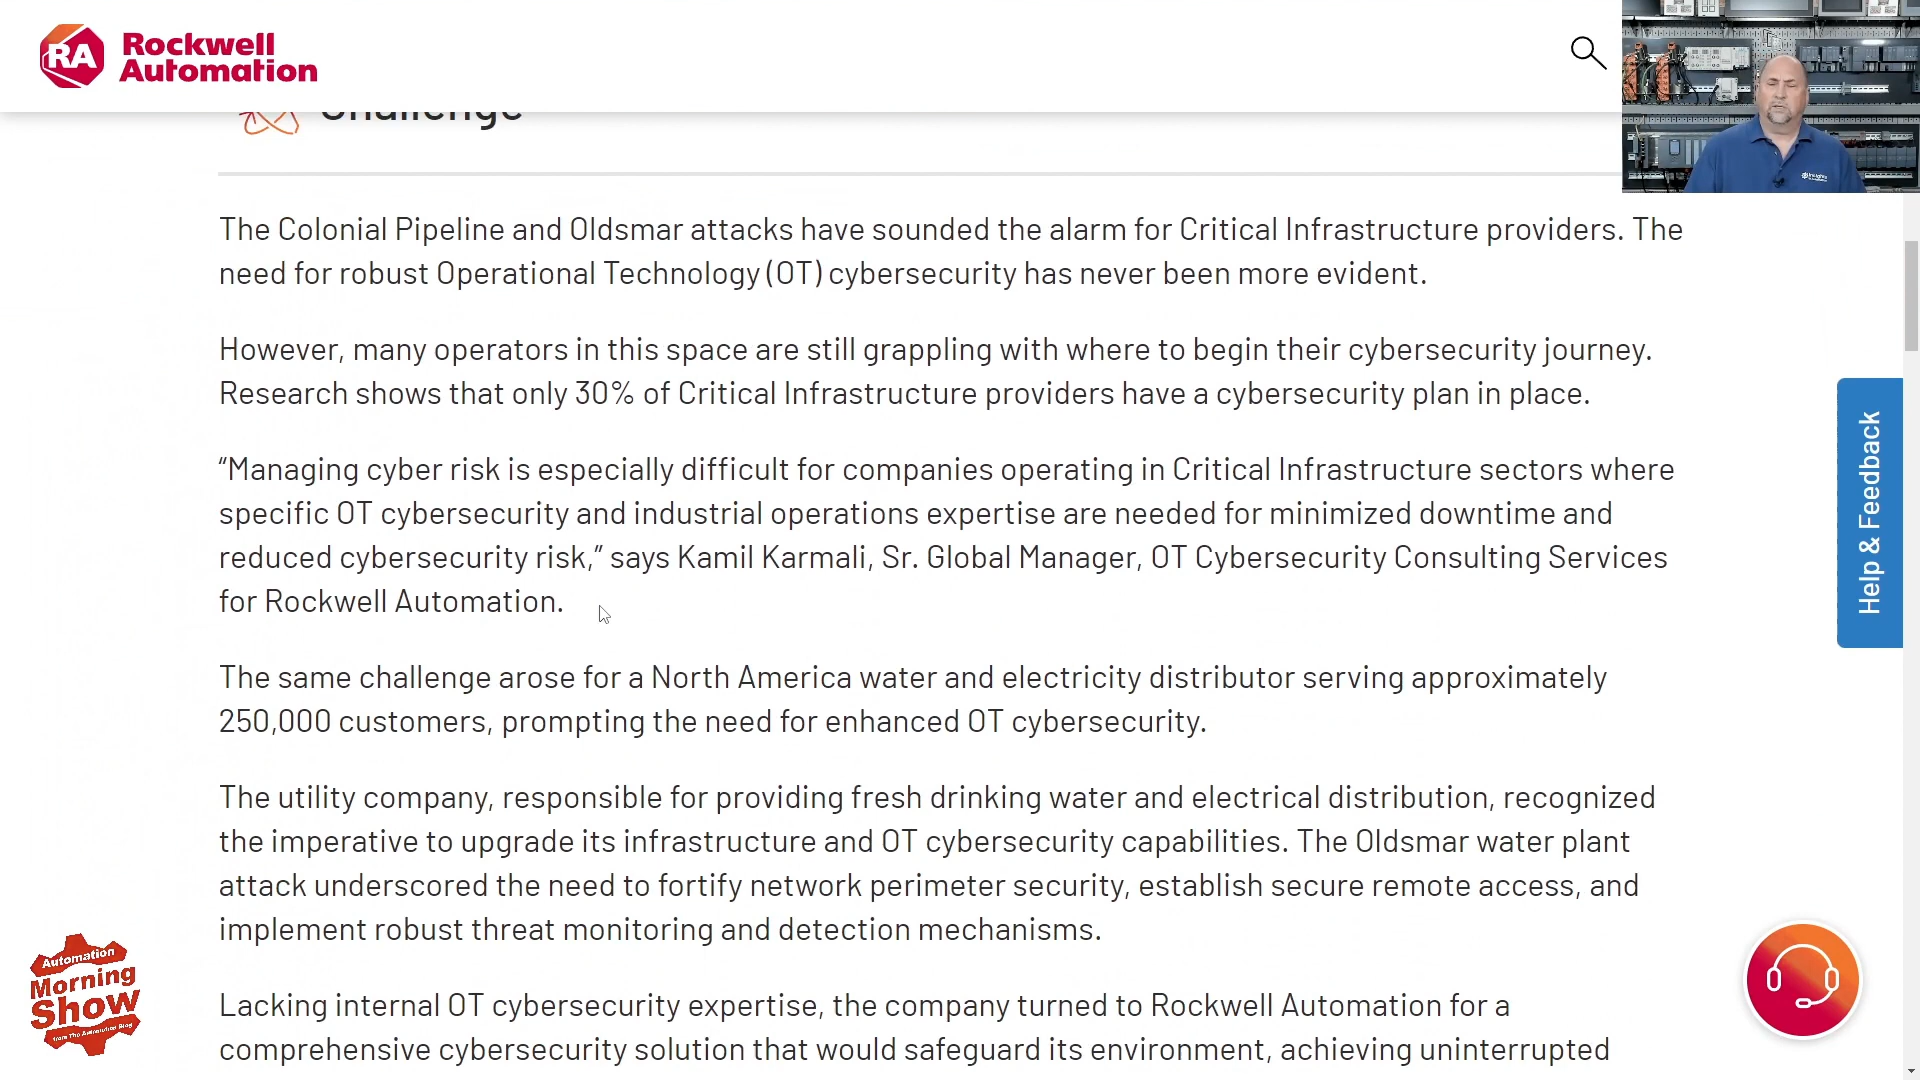 RA Rockwell
Automation
Challenge
The Colonial Pipeline and Oldsmar attacks have sounded the alarm for Critical Infrastructure providers. The
need for robust Operational Technology (OT) cybersecurity has never been more evident.
However, many operators in this space are still grappling with where to begin their cybersecurity journey.
Research shows that only 30% of Critical Infrastructure providers have a cybersecurity plan in place.
“Managing cyber risk is especially difficult for companies operating in Critical Infrastructure sectors where
specific OT cybersecurity and industrial operations expertise are needed for minimized downtime and
reduced cybersecurity risk,” says Kamil Karmali, Sr. Global Manager, OT Cybersecurity Consulting Services
for Rockwell Automation.
The same challenge arose for a North America water and electricity distributor serving approximately
250,000 customers, prompting the need for enhanced OT cybersecurity.
The utility company, responsible for providing fresh drinking water and electrical distribution, recognized
the imperative to upgrade its infrastructure and OT cybersecurity capabilities. The Oldsmar water plant
attack underscored the need to fortify network perimeter security, establish secure remote access, and
implement robust threat monitoring and detection mechanisms.
Lacking internal OT cybersecurity expertise, the company turned to Rockwell Automation for a
comprehensive cybersecurity solution that would safeguard its environment, achieving uninterrupted
Help & Feedback
Automation
Morning
Show
from The Automation Blog